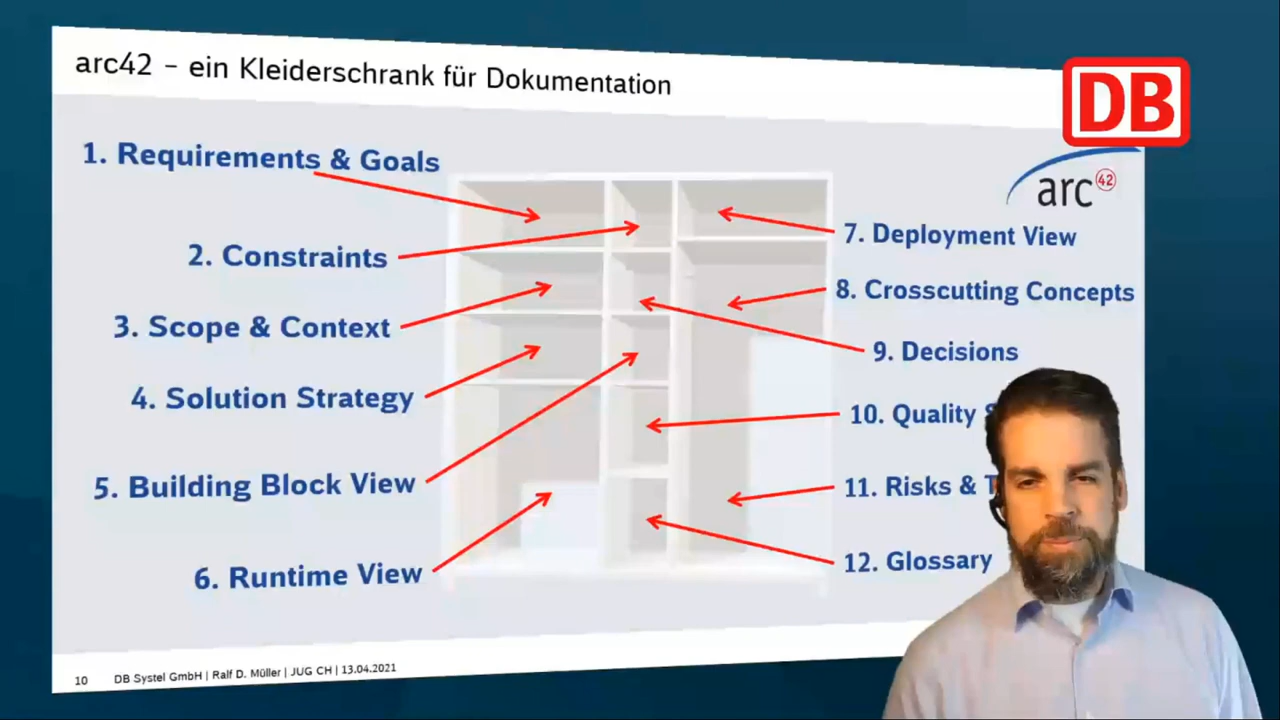 arc42 – ein Kleiderschrank für Dokumentation
DB
arc 42
1. Requirements & Goals
2. Constraints
3. Scope & Context
4. Solution Strategy
5. Building Block View
6. Runtime View
7. Deployment View
8. Crosscutting Concepts
9. Decisions
10. Quality
11. Risks &
12. Glossary
10 DB Systel GmbH | Ralf D. Müller | JUG CH | 13.04.2021